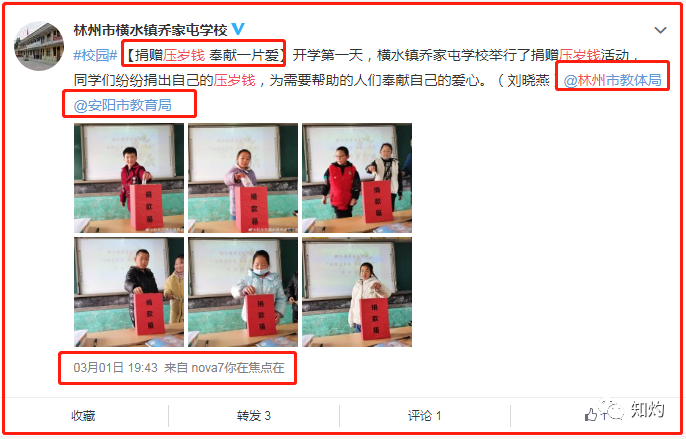 林州市横水镇乔家屯学校
#校园# 【捐赠压岁钱 奉献一片爱】开学第一天，横水镇乔家屯学校举行了捐赠压岁钱活动，
同学们纷纷捐出自己的压岁钱，为需要帮助的人们奉献自己的爱心。（刘晓燕 @林州市教体局
@安阳市教育局
捐款箱
捐款箱
捐款箱
捐款箱
捐款箱
捐款箱
03月01日 19:43 来自 nova7你在焦点在
收藏
转发 3
评论 1
知灼